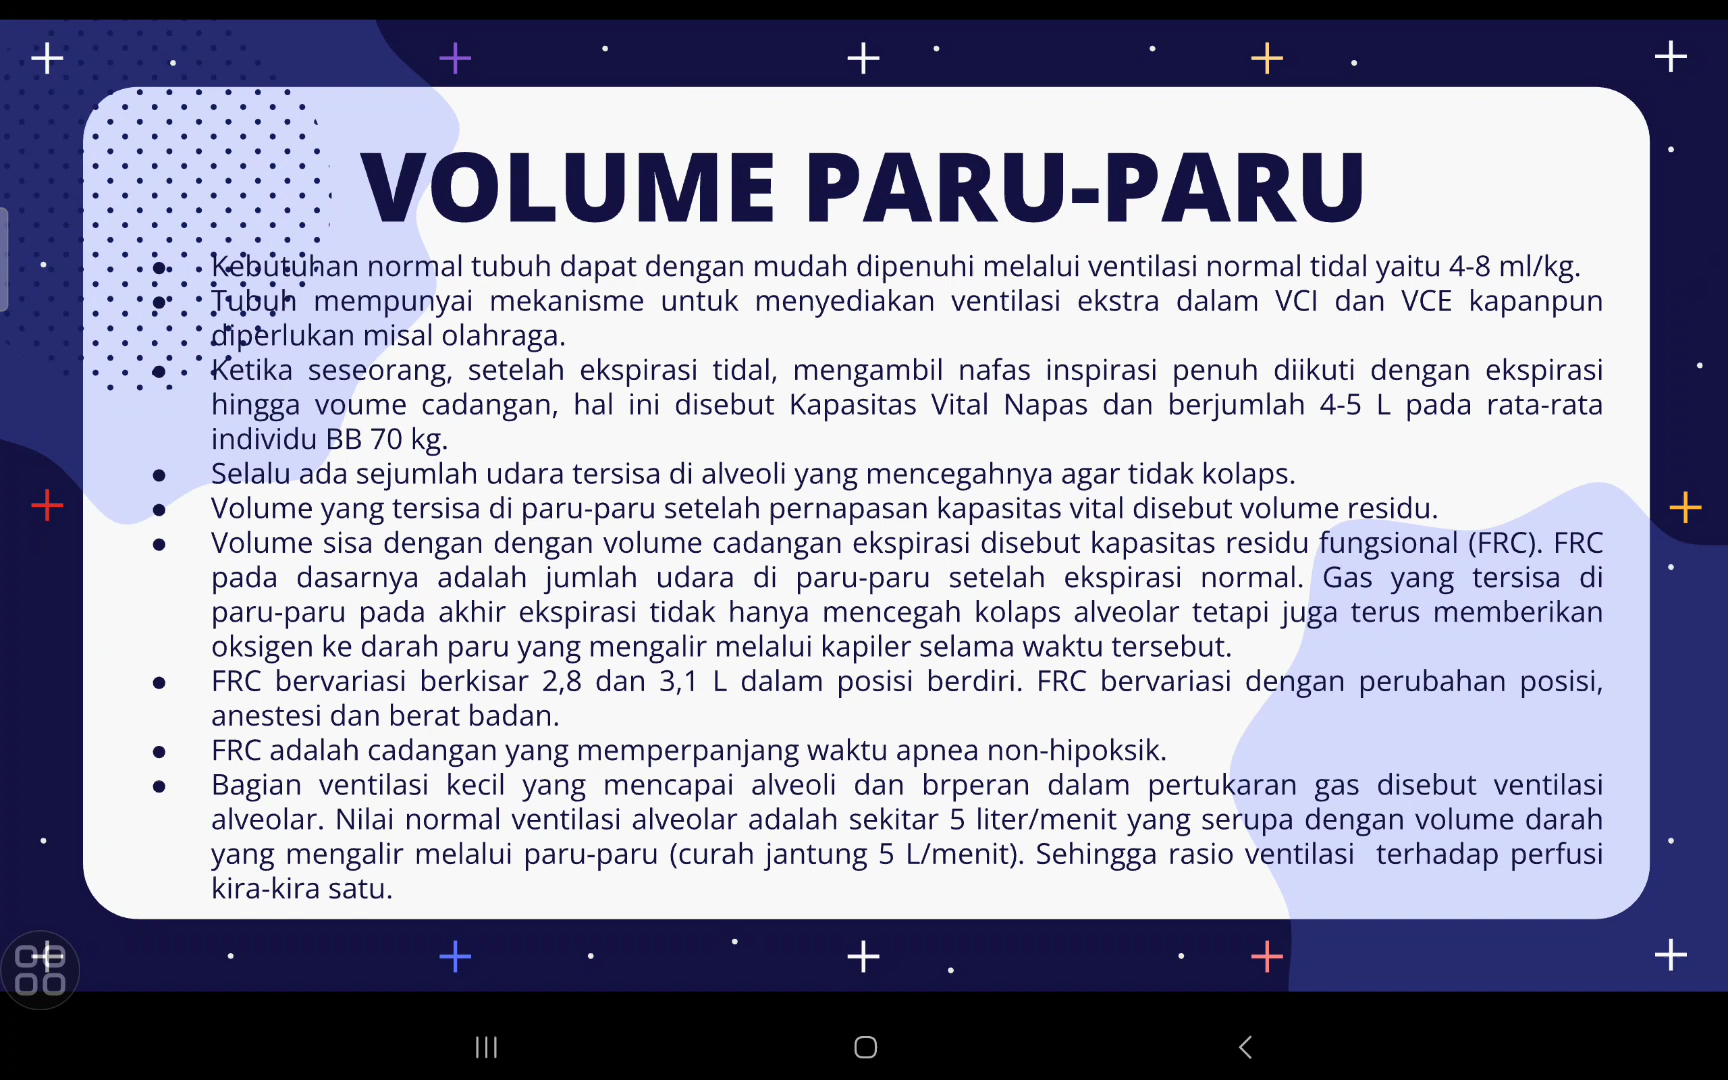 VOLUME PARU-PARU
● Kebutuhan normal tubuh dapat dengan mudah dipenuhi melalui ventilasi normal tidal yaitu 4-8 ml/kg.
● Tubuh mempunyai mekanisme untuk menyediakan ventilasi ekstra dalam VCI dan VCE kapanpun
diperlukan misal olahraga.
● Ketika seseorang, setelah ekspirasi tidal, mengambil nafas inspirasi penuh diikuti dengan ekspirasi
hingga voume cadangan, hal ini disebut Kapasitas Vital Napas dan berjumlah 4-5 L pada rata-rata
individu BB 70 kg.
● Selalu ada sejumlah udara tersisa di alveoli yang mencegahnya agar tidak kolaps.
● Volume yang tersisa di paru-paru setelah pernapasan kapasitas vital disebut volume residu.
● Volume sisa dengan dengan volume cadangan ekspirasi disebut kapasitas residu fungsional (FRC). FRC
pada dasarnya adalah jumlah udara di paru-paru setelah ekspirasi normal. Gas yang tersisa di
paru-paru pada akhir ekspirasi tidak hanya mencegah kolaps alveolar tetapi juga terus memberikan
oksigen ke darah paru yang mengalir melalui kapiler selama waktu tersebut.
● FRC bervariasi berkisar 2,8 dan 3,1 L dalam posisi berdiri. FRC bervariasi dengan perubahan posisi,
anestesi dan berat badan.
● FRC adalah cadangan yang memperpanjang waktu apnea non-hipoksik.
● Bagian ventilasi kecil yang mencapai alveoli dan brperan dalam pertukaran gas disebut ventilasi
alveolar. Nilai normal ventilasi alveolar adalah sekitar 5 liter/menit yang serupa dengan volume darah
yang mengalir melalui paru-paru (curah jantung 5 L/menit). Sehingga rasio ventilasi terhadap perfusi
kira-kira satu.